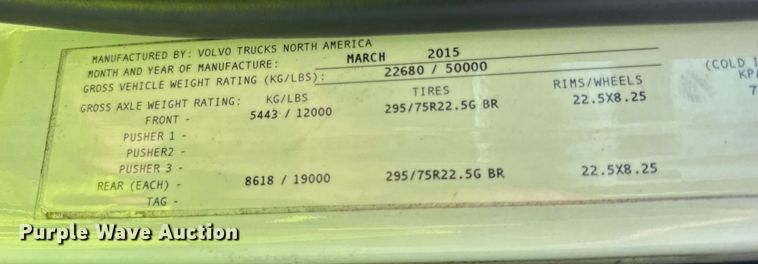 MANUFACTURED BY: VOLVO TRUCKS NORTH AMERICA
MONTH AND YEAR OF MANUFACTURE: MARCH 2015
GROSS VEHICLE WEIGHT RATING (KG/LBS): 22680 / 50000
KG/LBS TIRES RIMS/WHEELS (COLD
GROSS AXLE WEIGHT RATING:
FRONT - 5443 / 12000 295/75R22.5G BR 22.5X8.25 7
PUSHER 1 -
PUSHER2 -
PUSHER 3 -
REAR (EACH) - 8618 / 19000 295/75R22.5G BR 22.5X8.25
TAG -
Purple Wave Auction